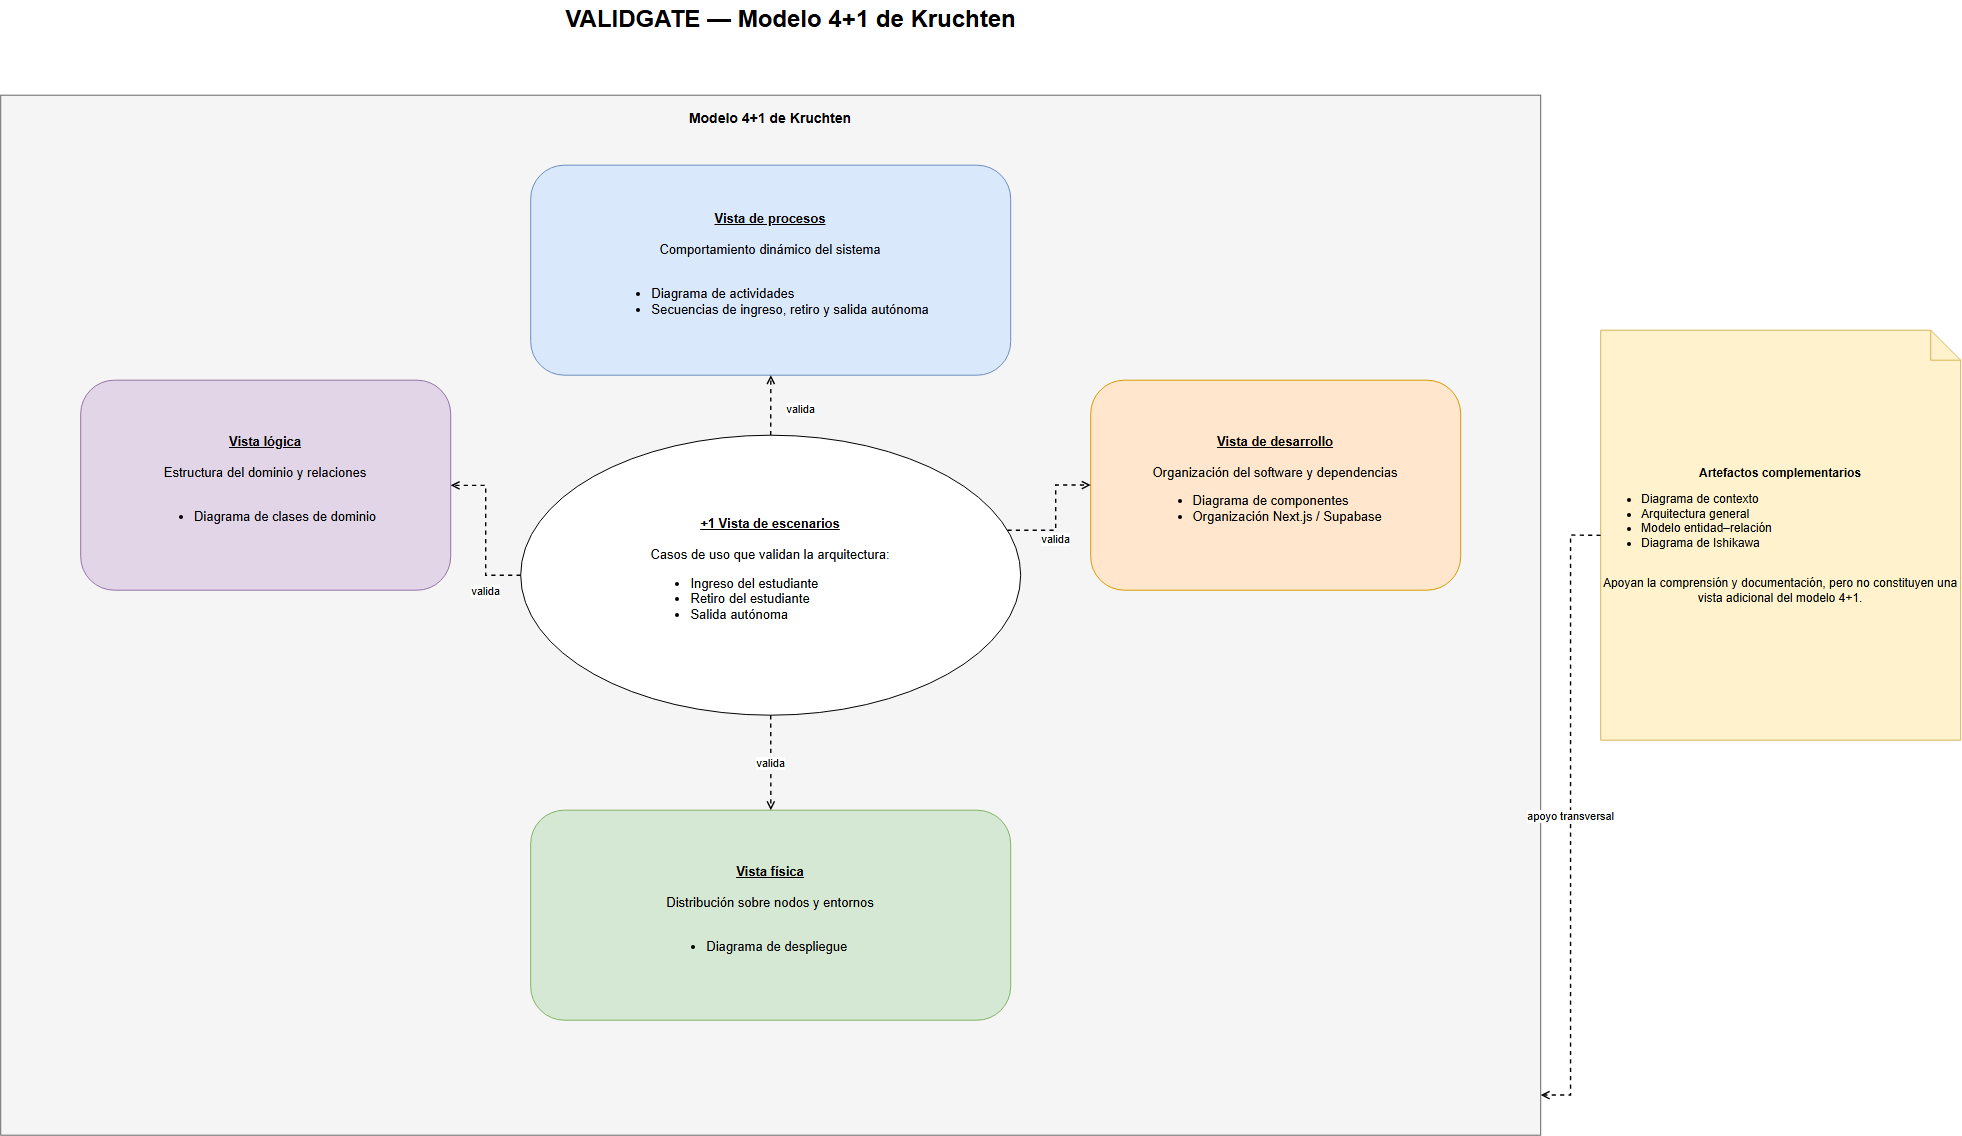 VALIDGATE — Modelo 4+1 de Kruchten
Modelo 4+1 de Kruchten
Vista de procesos
Comportamiento dinámico del sistema
• Diagrama de actividades
• Secuencias de ingreso, retiro y salida autónoma
valida
Vista lógica
Estructura del dominio y relaciones
• Diagrama de clases de dominio
valida
+1 Vista de escenarios
Casos de uso que validan la arquitectura:
• Ingreso del estudiante
• Retiro del estudiante
• Salida autónoma
Vista de desarrollo
Organización del software y dependencias
• Diagrama de componentes
• Organización Next.js / Supabase
valida
valida
Vista física
Distribución sobre nodos y entornos
• Diagrama de despliegue
Artefactos complementarios
• Diagrama de contexto
• Arquitectura general
• Modelo entidad–relación
• Diagrama de Ishikawa
Apoyan la comprensión y documentación, pero no constituyen una
vista adicional del modelo 4+1.
apoyo transversal